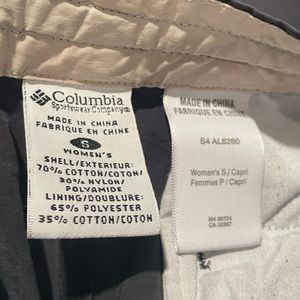 Columbia
Sportswear Company®
MADE IN CHINA
FABRIQUE EN CHINE
S
WOMEN'S
SHELL/EXTERIEUR:
70% COTTON/COTON
30% NYLON/
POLYAMIDE
LINING/DOUBLURE:
65% POLYESTER
35% COTTON/COTON
MADE IN CHINA
FABRIQUE EN CHINE
S4 AL8260
Women's S / Capri
Femmes P / Capri
RN 69724
CA 00367